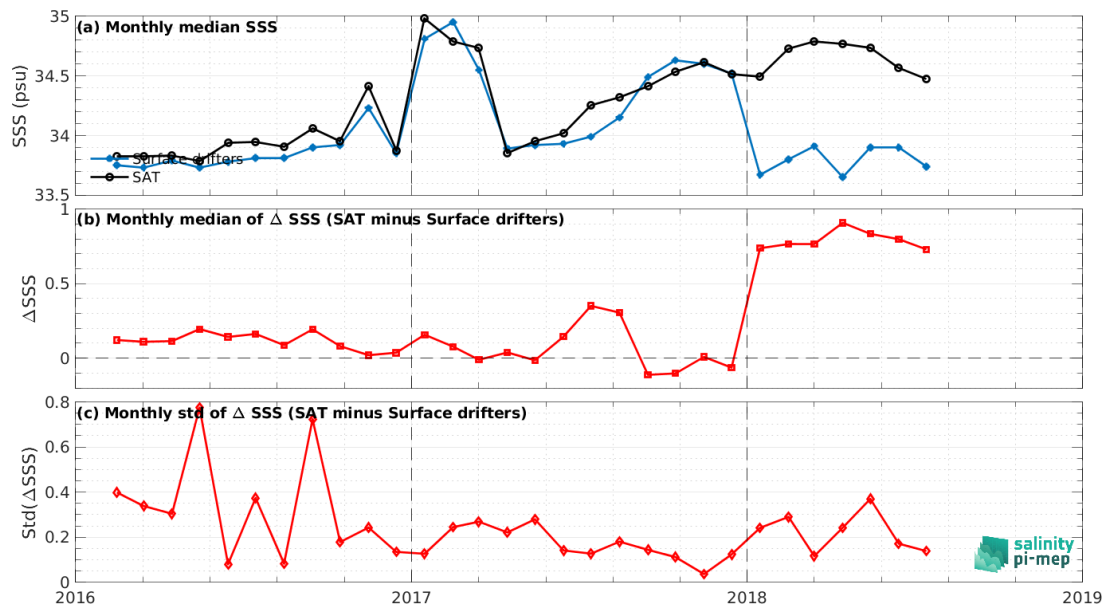 (a) Monthly median SSS
35
34.5
34
33.5
SSS (psu)
Surface drifters
SAT
(b) Monthly median of Δ SSS (SAT minus Surface drifters)
1
0.5
0
ΔSSS
(c) Monthly std of Δ SSS (SAT minus Surface drifters)
0.8
0.6
0.4
0.2
0
Std(ΔSSS)
2016
2017
2018
2019
salinity
pi-mep